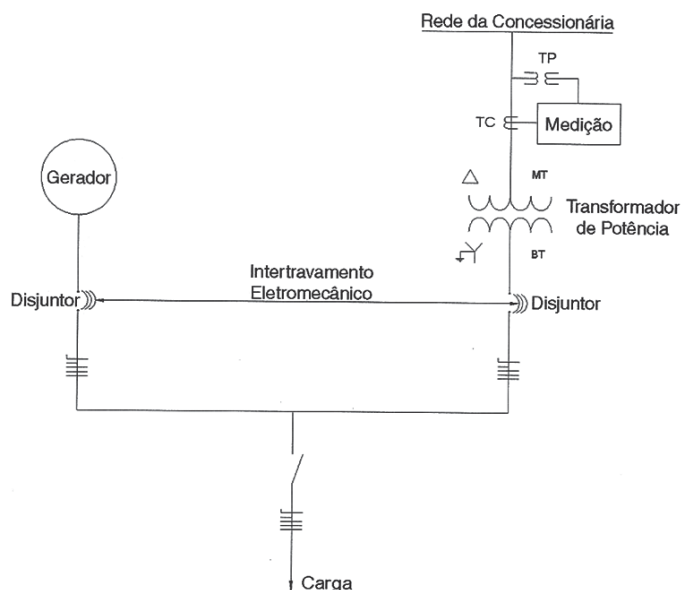 Rede da Concessionária
TP
TC
Medição
Gerador
MT
Transformador
de Potência
BT
Intertravamento
Eletromecânico
Disjuntor
Disjuntor
Carga